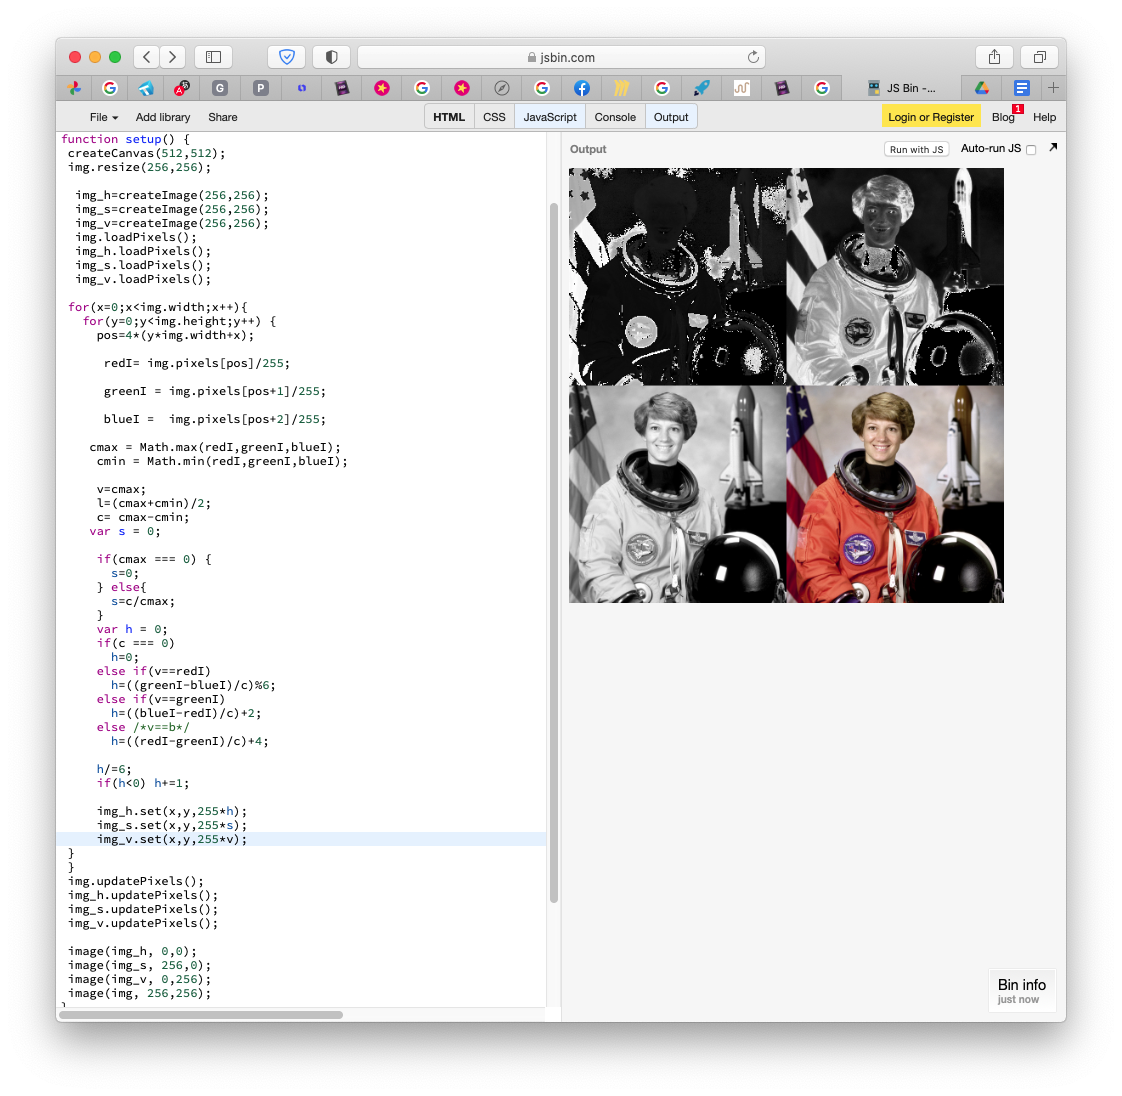 jsbin.com
G
P
JS Bin -...
File
Add library
Share
HTML
CSS
JavaScript
Console
Output
Login or Register
Blog
1
Help
function setup() {
createCanvas(512,512);
img.resize(256,256);
img_h=createImage(256,256);
img_s=createImage(256,256);
img_v=createImage(256,256);
img.loadPixels();
img_h.loadPixels();
img_s.loadPixels();
img_v.loadPixels();
for(x=0;x<img.width;x++){
for(y=0;y<img.height;y++) {
pos=4*(y*img.width+x);
redI= img.pixels[pos]/255;
greenI = img.pixels[pos+1]/255;
blueI =  img.pixels[pos+2]/255;
cmax = Math.max(redI,greenI,blueI);
cmin = Math.min(redI,greenI,blueI);
v=cmax;
l=(cmax+cmin)/2;
c= cmax-cmin;
var s = 0;
if(cmax === 0) {
s=0;
} else{
s=c/cmax;
}
var h = 0;
if(c === 0)
h=0;
else if(v==redI)
h=((greenI-blueI)/c)%6;
else if(v==greenI)
h=((blueI-redI)/c)+2;
else /*v==b*/
h=((redI-greenI)/c)+4;
h/=6;
if(h<0) h+=1;
img_h.set(x,y,255*h);
img_s.set(x,y,255*s);
img_v.set(x,y,255*v);
}
}
img.updatePixels();
img_h.updatePixels();
img_s.updatePixels();
img_v.updatePixels();
image(img_h, 0,0);
image(img_s, 256,0);
image(img_v, 0,256);
image(img, 256,256);
}
Output
Run with JS
Auto-run JS
Bin info
just now